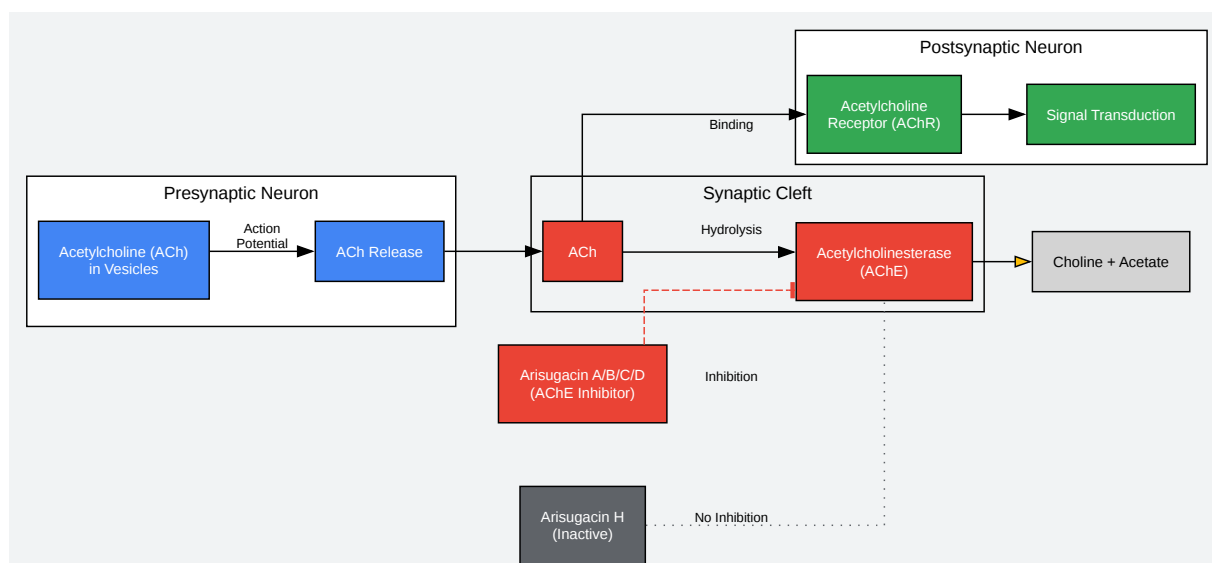 Postsynaptic Neuron
Acetylcholine
Receptor (AChR)
Signal Transduction
Binding
Presynaptic Neuron
Acetylcholine (ACh)
in Vesicles
Action
Potential
ACh Release
Synaptic Cleft
ACh
Hydrolysis
Acetylcholinesterase
(AChE)
Choline + Acetate
Arisugacin A/B/C/D
(AChE Inhibitor)
Inhibition
Arisugacin H
(Inactive)
No Inhibition